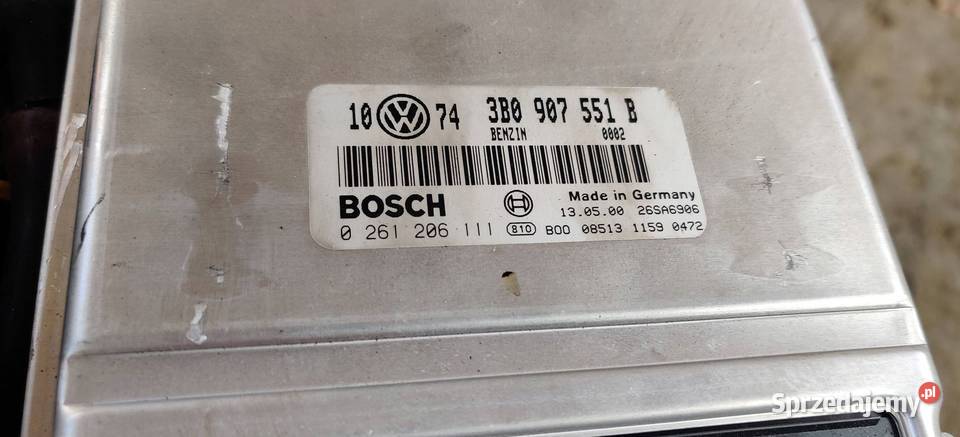 10 VW 74 3B0 907 551 B
BENZIN 0002
BOSCH Made in Germany
13.05.00 26SA6906
0 261 206 111 810 B00 08513 1159 0472
Sprzedajemy.pl